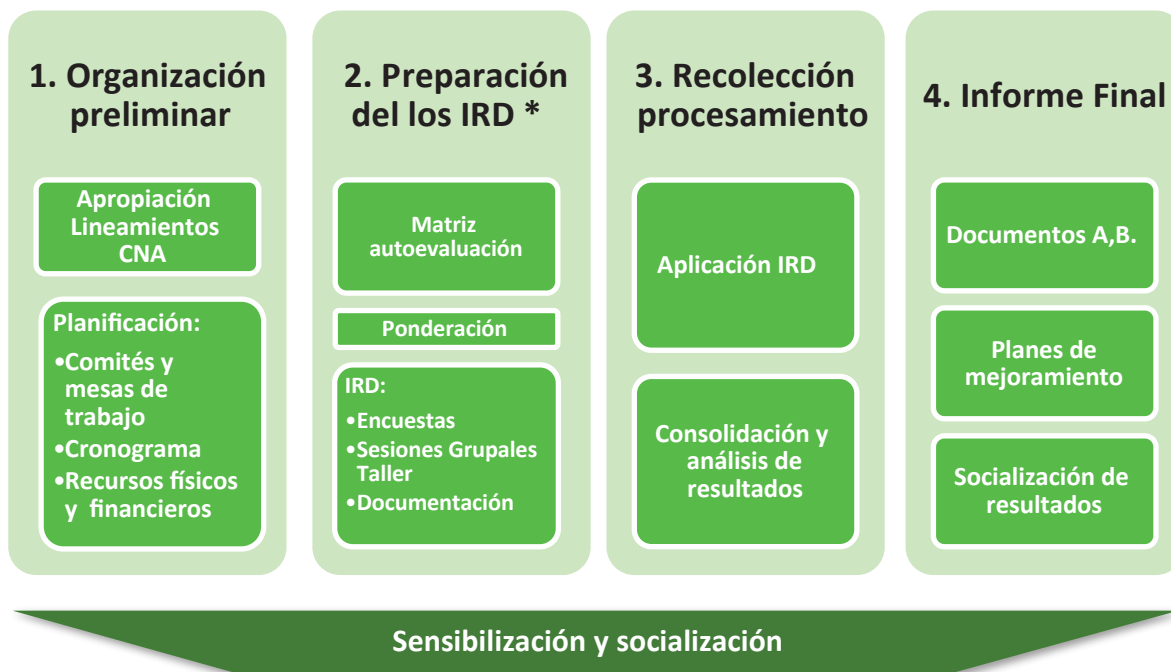 1. Organización
preliminar
Apropiación
Lineamientos
CNA
Planificación:
•Comités y
mesas de
trabajo
•Cronograma
•Recursos físicos
y financieros
2. Preparación
del los IRD *
Matriz
autoevaluación
Ponderación
IRD:
•Encuestas
•Sesiones Grupales
Taller
•Documentación
3. Recolección
procesamiento
Aplicación IRD
Consolidación y
análisis de
resultados
4. Informe Final
Documentos A,B.
Planes de
mejoramiento
Socialización de
resultados
Sensibilización y socialización